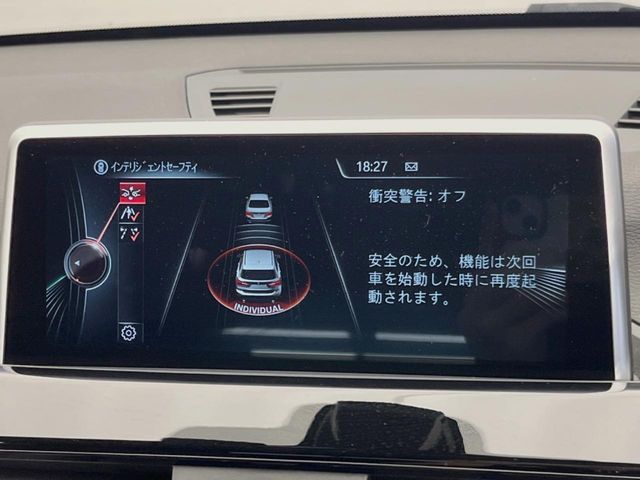 インテリジェントセーフティ
18:27
衝突警告: オフ
安全のため、機能は次回
車を始動した時に再度起
動されます。
INDIVIDUAL